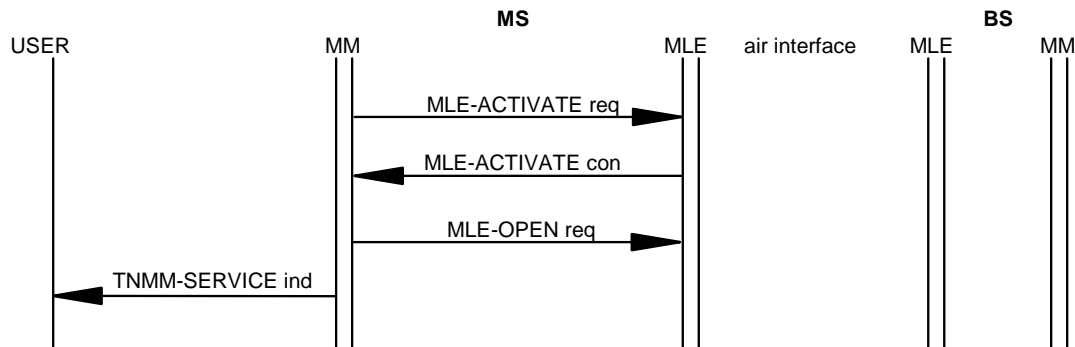 MS BS
USER MM MLE air interface MLE MM
MLE-ACTIVATE req
MLE-ACTIVATE con
MLE-OPEN req
TNMM-SERVICE ind